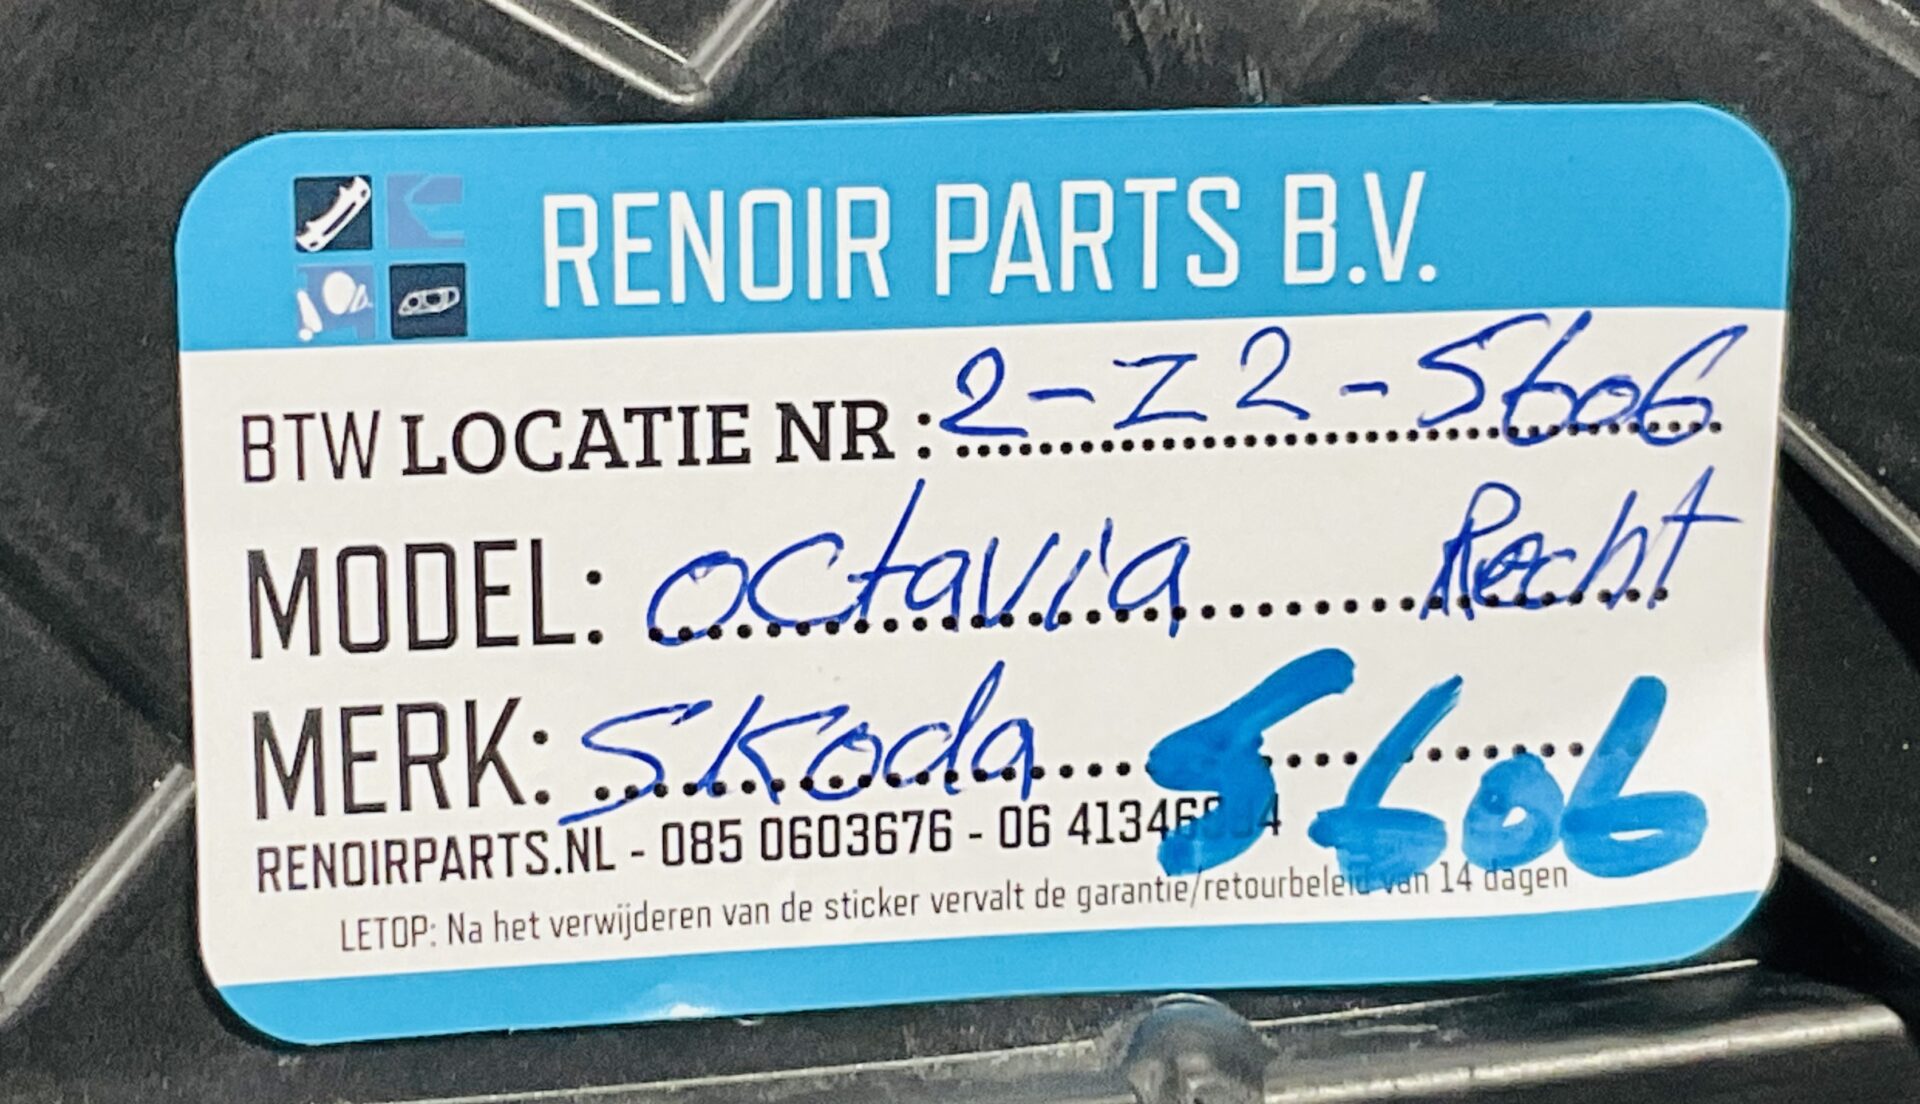 RENOIR PARTS B.V.
BTW LOCATIE NR : 2-Z2-5606
MODEL: Octavia Recht
MERK: Skoda 5606
RENOIRPARTS.NL - 085 0603676 - 06
LETOP: Na het verwijderen van de sticker vervalt de garantie/retourbeleid van 14 dagen